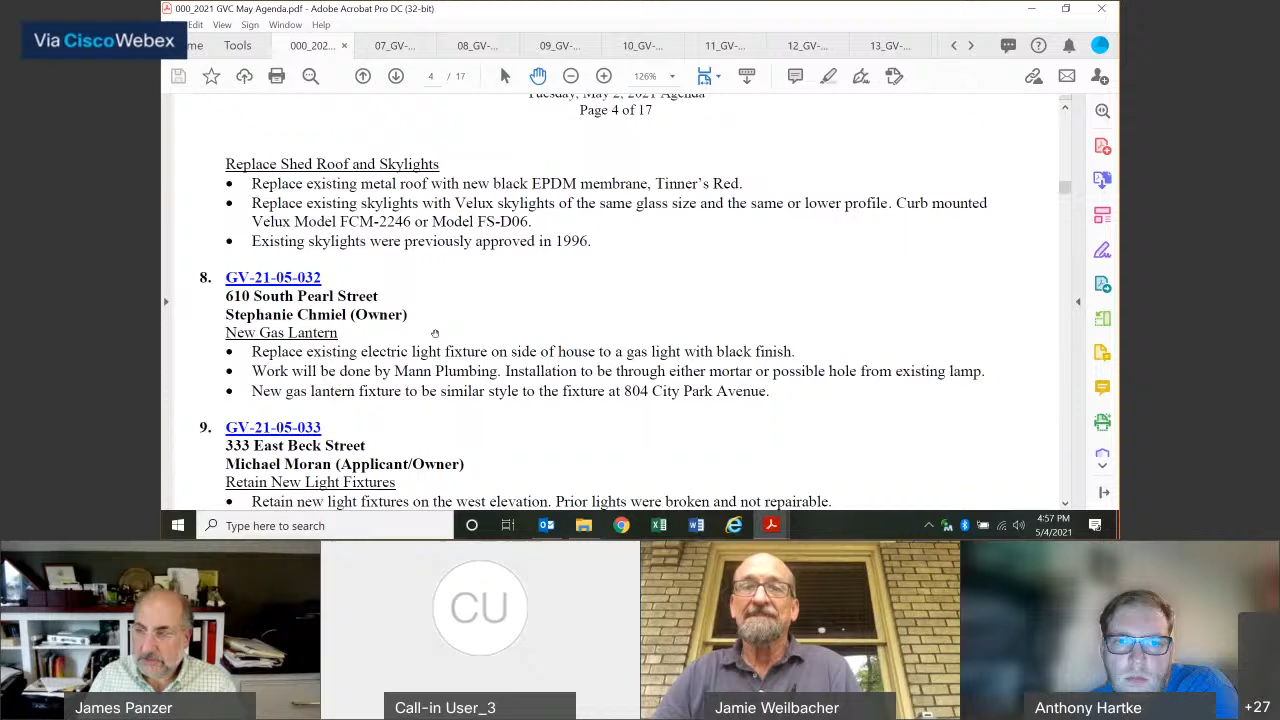 000_2021 GVC May Agenda.pdf - Adobe Acrobat Pro DC (32-bit)
Via CiscoWebex
Edit View Sign Window Help
Tools 000_202... × 07_GV-... 08_GV-... 09_GV-... 10_GV-... 11_GV-... 12_GV-... 13_GV-...
4 / 17 126%
Tuesday, May 2, 2021 Agenda
Page 4 of 17
Replace Shed Roof and Skylights
• Replace existing metal roof with new black EPDM membrane, Tinner's Red.
• Replace existing skylights with Velux skylights of the same glass size and the same or lower profile. Curb mounted
Velux Model FCM-2240 or Model FS-D06.
• Existing skylights were previously approved in 1996.
8. GV-21-05-032
610 South Pearl Street
Stephanie Chmiel (Owner)
New Gas Lantern
• Replace existing electric light fixture on side of house to a gas light with black finish.
• Work will be done by Mann Plumbing. Installation to be through either mortar or possible hole from existing lamp.
• New gas lantern fixture to be similar style to the fixture at 804 City Park Avenue.
9. GV-21-05-033
333 East Beck Street
Michael Moran (Applicant/Owner)
Retain New Light Fixtures
• Retain new light fixtures on the west elevation. Prior lights were broken and not repairable.
Type here to search
4:57 PM
5/4/2021
CU
James Panzer Call-in User_3 Jamie Weilbacher Anthony Hartke +27